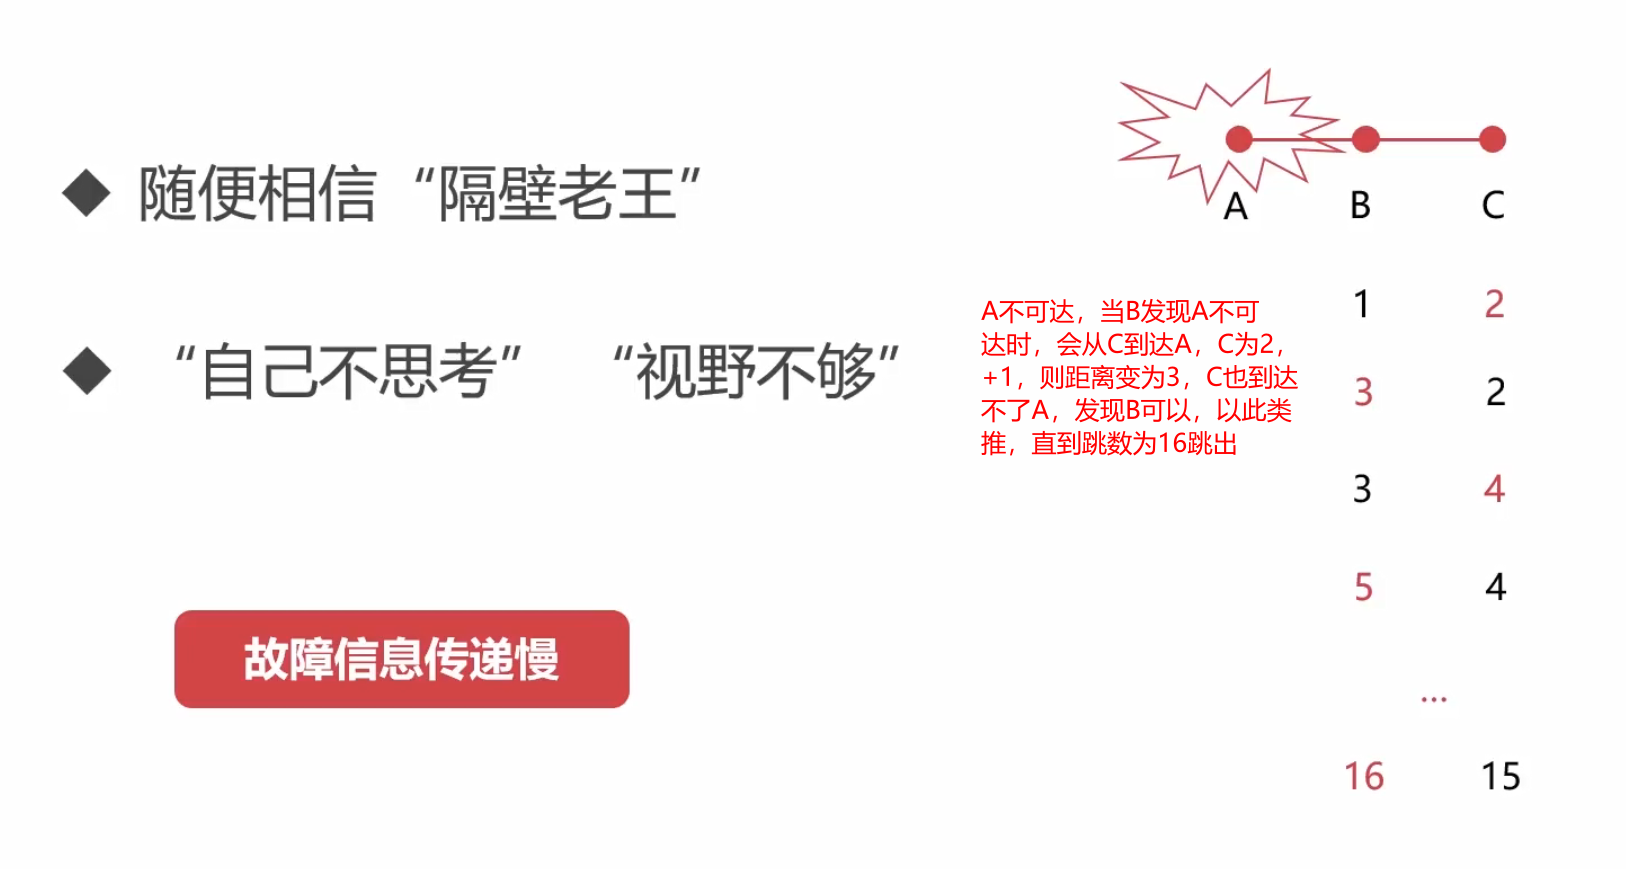 随便相信“隔壁老王”
“自己不思考” “视野不够”
故障信息传递慢
A B C
A不可达，当B发现A不可
达时，会从C到达A，C为2，
+1，则距离变为3，C也到达
不了A，发现B可以，以此类
推，直到跳数为16跳出
1 2
3 2
3 4
5 4
...
16 15